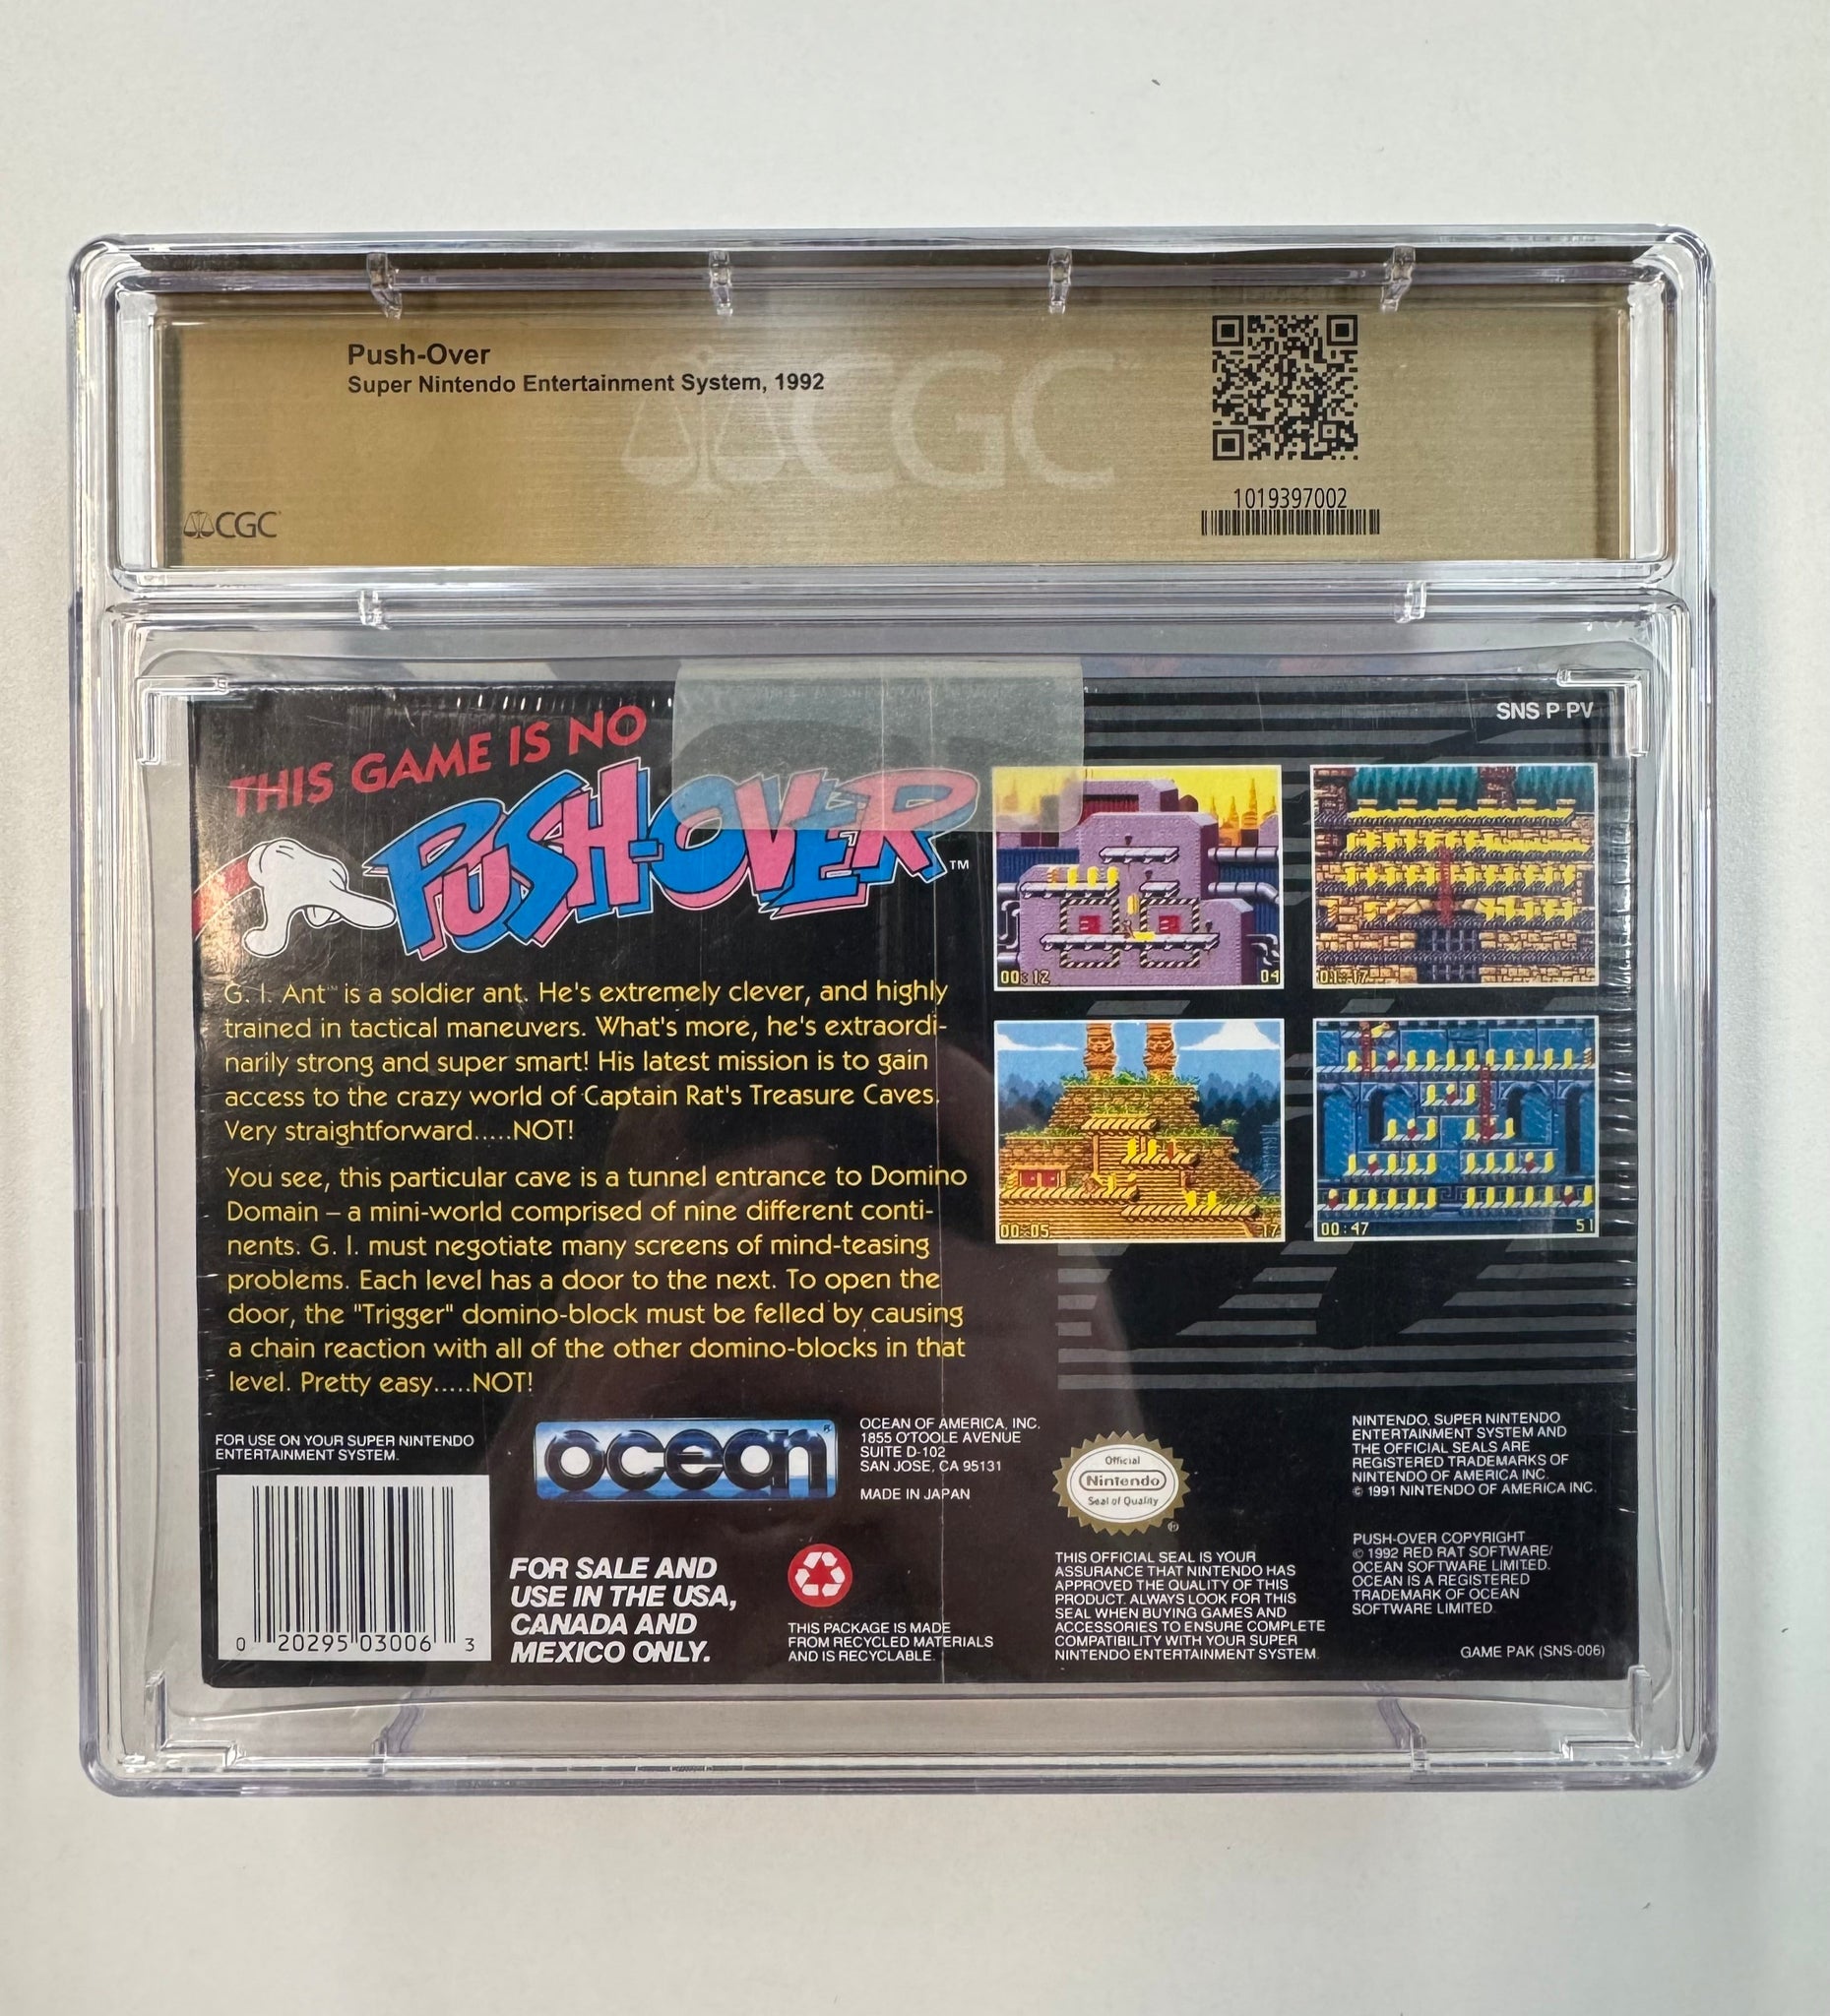 Push-Over
Super Nintendo Entertainment System, 1992
CGC
1019397002
CGC
SNS P PV
THIS GAME IS NO
PUSH-OVER™
G. I. Ant™ is a soldier ant. He's extremely clever, and highly
trained in tactical maneuvers. What's more, he's extraordi-
narily strong and super smart! His latest mission is to gain
access to the crazy world of Captain Rat's Treasure Caves.
Very straightforward.....NOT!
You see, this particular cave is a tunnel entrance to Domino
Domain – a mini-world comprised of nine different conti-
nents. G. I. must negotiate many screens of mind-teasing
problems. Each level has a door to the next. To open the
door, the "Trigger" domino-block must be felled by causing
a chain reaction with all of the other domino-blocks in that
level. Pretty easy.....NOT!
00:12 04
00:05 17
00:47 51
FOR USE ON YOUR SUPER NINTENDO
ENTERTAINMENT SYSTEM.
0 20295 03006 3
ocean®
OCEAN OF AMERICA, INC.
1855 O'TOOLE AVENUE
SUITE D-102
SAN JOSE, CA 95131
MADE IN JAPAN
FOR SALE AND
USE IN THE USA,
CANADA AND
MEXICO ONLY.
THIS PACKAGE IS MADE
FROM RECYCLED MATERIALS
AND IS RECYCLABLE.
Official
Nintendo
Seal of Quality
®
THIS OFFICIAL SEAL IS YOUR
ASSURANCE THAT NINTENDO HAS
APPROVED THE QUALITY OF THIS
PRODUCT. ALWAYS LOOK FOR THIS
SEAL WHEN BUYING GAMES AND
ACCESSORIES TO ENSURE COMPLETE
COMPATIBILITY WITH YOUR SUPER
NINTENDO ENTERTAINMENT SYSTEM.
NINTENDO, SUPER NINTENDO
ENTERTAINMENT SYSTEM AND
THE OFFICIAL SEALS ARE
REGISTERED TRADEMARKS OF
NINTENDO OF AMERICA INC.
© 1991 NINTENDO OF AMERICA INC.
PUSH-OVER COPYRIGHT
© 1992 RED RAT SOFTWARE/
OCEAN SOFTWARE LIMITED.
OCEAN IS A REGISTERED
TRADEMARK OF OCEAN
SOFTWARE LIMITED.
GAME PAK (SNS-006)